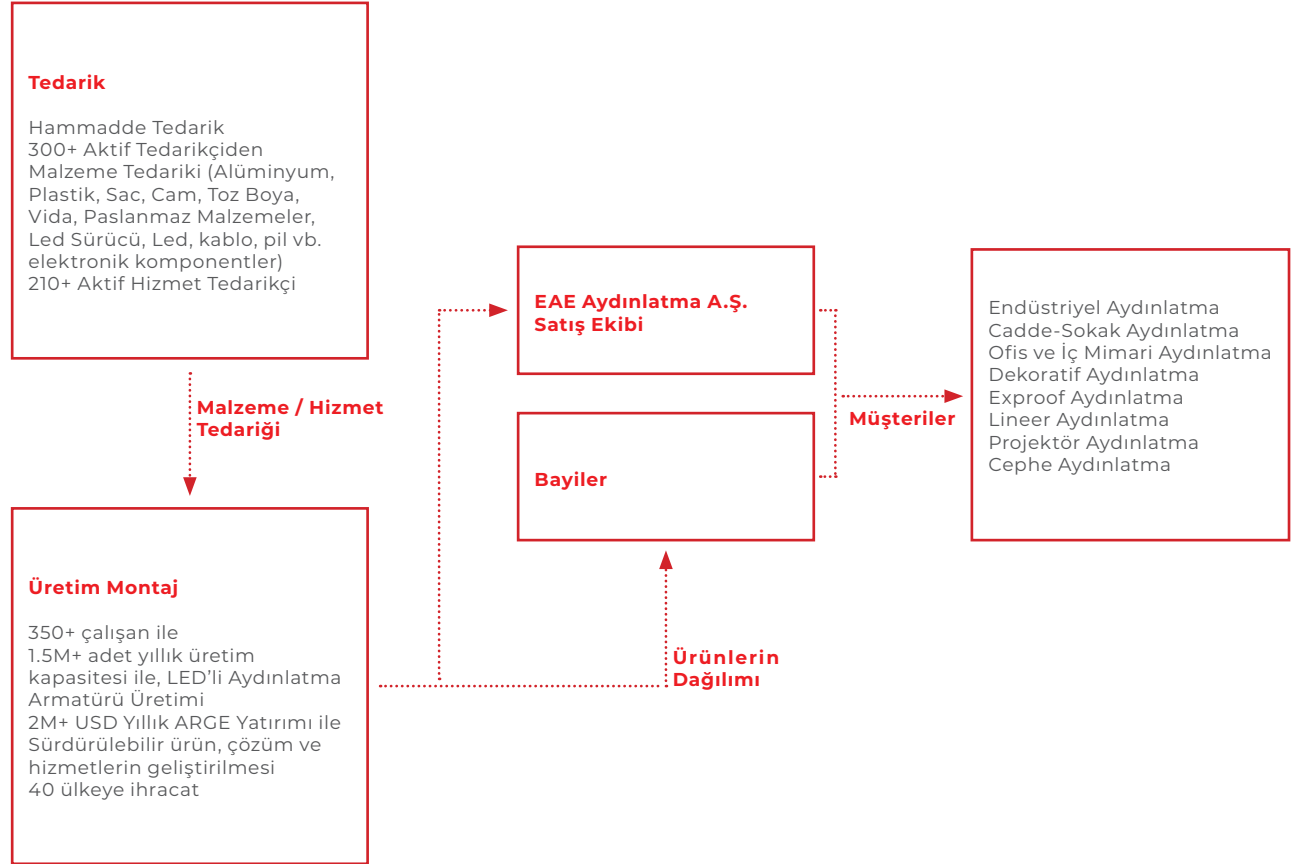 Tedarik
Hammadde Tedarik
300+ Aktif Tedarikçiden
Malzeme Tedariki (Alüminyum,
Plastik, Sac, Cam, Toz Boya,
Vida, Paslanmaz Malzemeler,
Led Sürücü, Led, kablo, pil vb.
elektronik komponentler)
210+ Aktif Hizmet Tedarikçi
Malzeme / Hizmet
Tedariği
Üretim Montaj
350+ çalışan ile
1.5M+ adet yıllık üretim
kapasitesi ile, LED’li Aydınlatma
Armatürü Üretimi
2M+ USD Yıllık ARGE Yatırımı ile
Sürdürülebilir ürün, çözüm ve
hizmetlerin geliştirilmesi
40 ülkeye ihracat
Ürünlerin
Dağılımı
EAE Aydınlatma A.Ş.
Satış Ekibi
Bayiler
Müşteriler
Endüstriyel Aydınlatma
Cadde-Sokak Aydınlatma
Ofis ve İç Mimari Aydınlatma
Dekoratif Aydınlatma
Exproof Aydınlatma
Lineer Aydınlatma
Projektör Aydınlatma
Cephe Aydınlatma